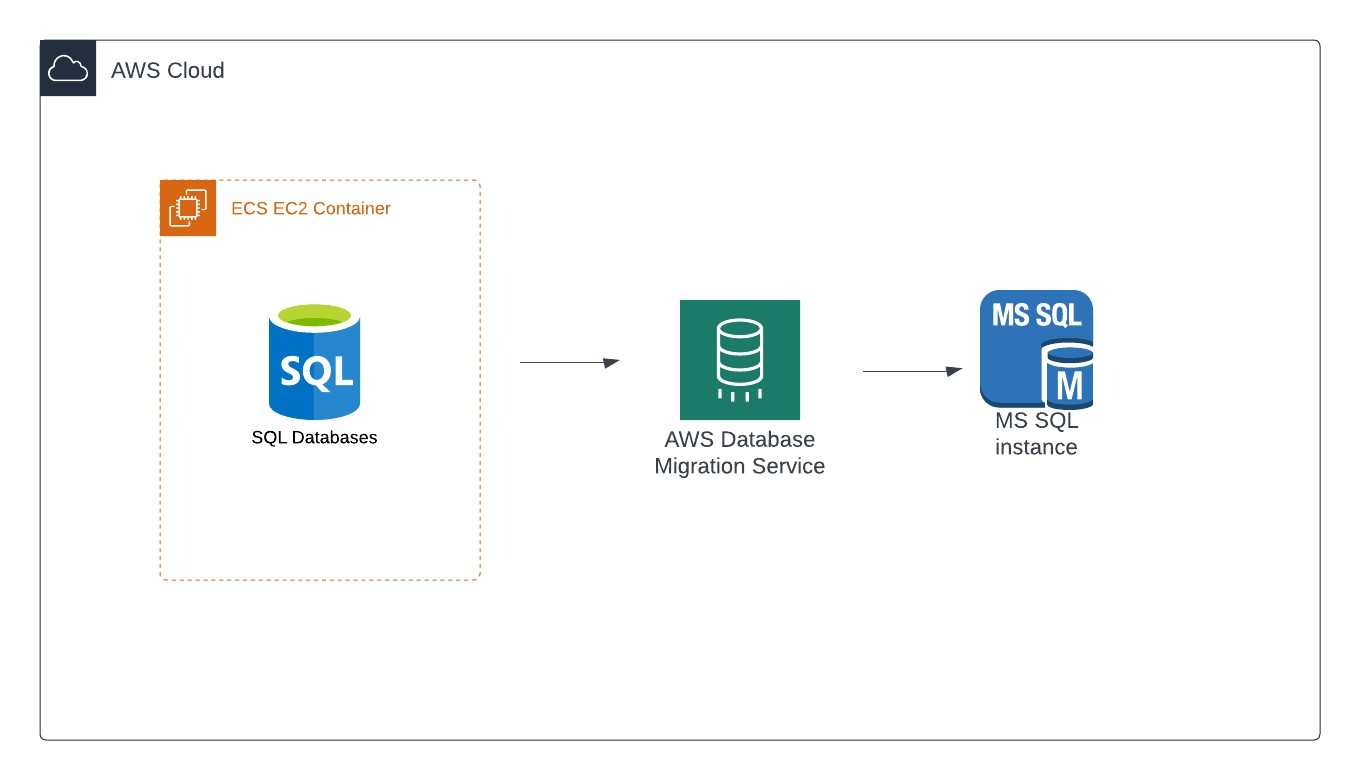 AWS Cloud
ECS EC2 Container
SQL
SQL Databases
AWS Database
Migration Service
MS SQL
M
MS SQL
instance